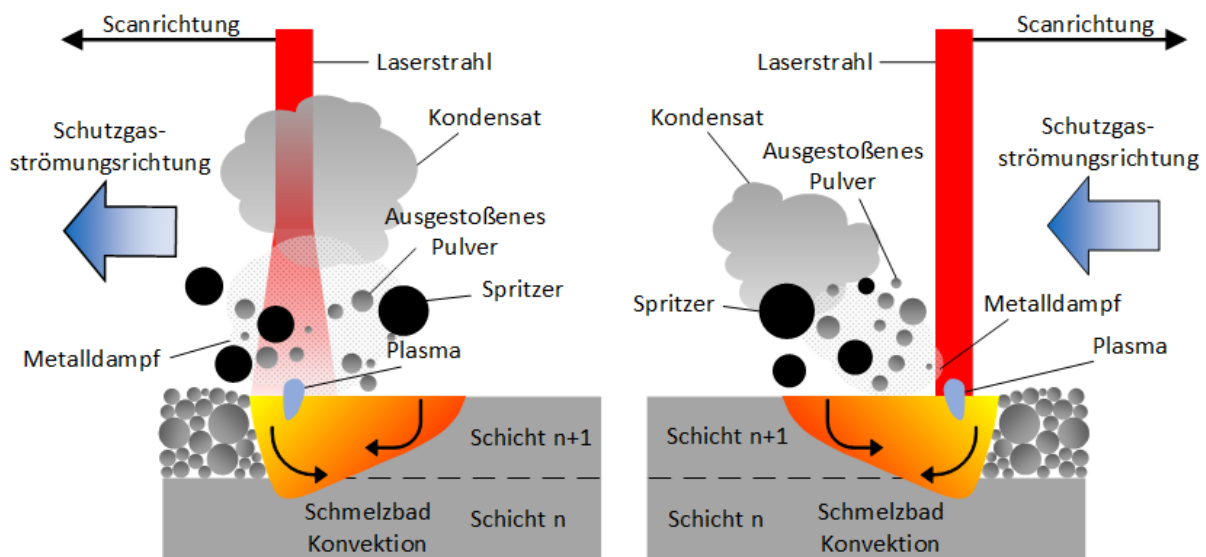 Scanrichtung
Laserstrahl
Kondensat
Schutzgas-
strömungsrichtung
Ausgestoßenes
Pulver
Spritzer
Metalldampf
Plasma
Schicht n+1
Schmelzbad
Konvektion
Schicht n
Scanrichtung
Laserstrahl
Kondensat
Ausgestoßenes
Pulver
Schutzgas-
strömungsrichtung
Spritzer
Metalldampf
Plasma
Schicht n+1
Schicht n
Schmelzbad
Konvektion